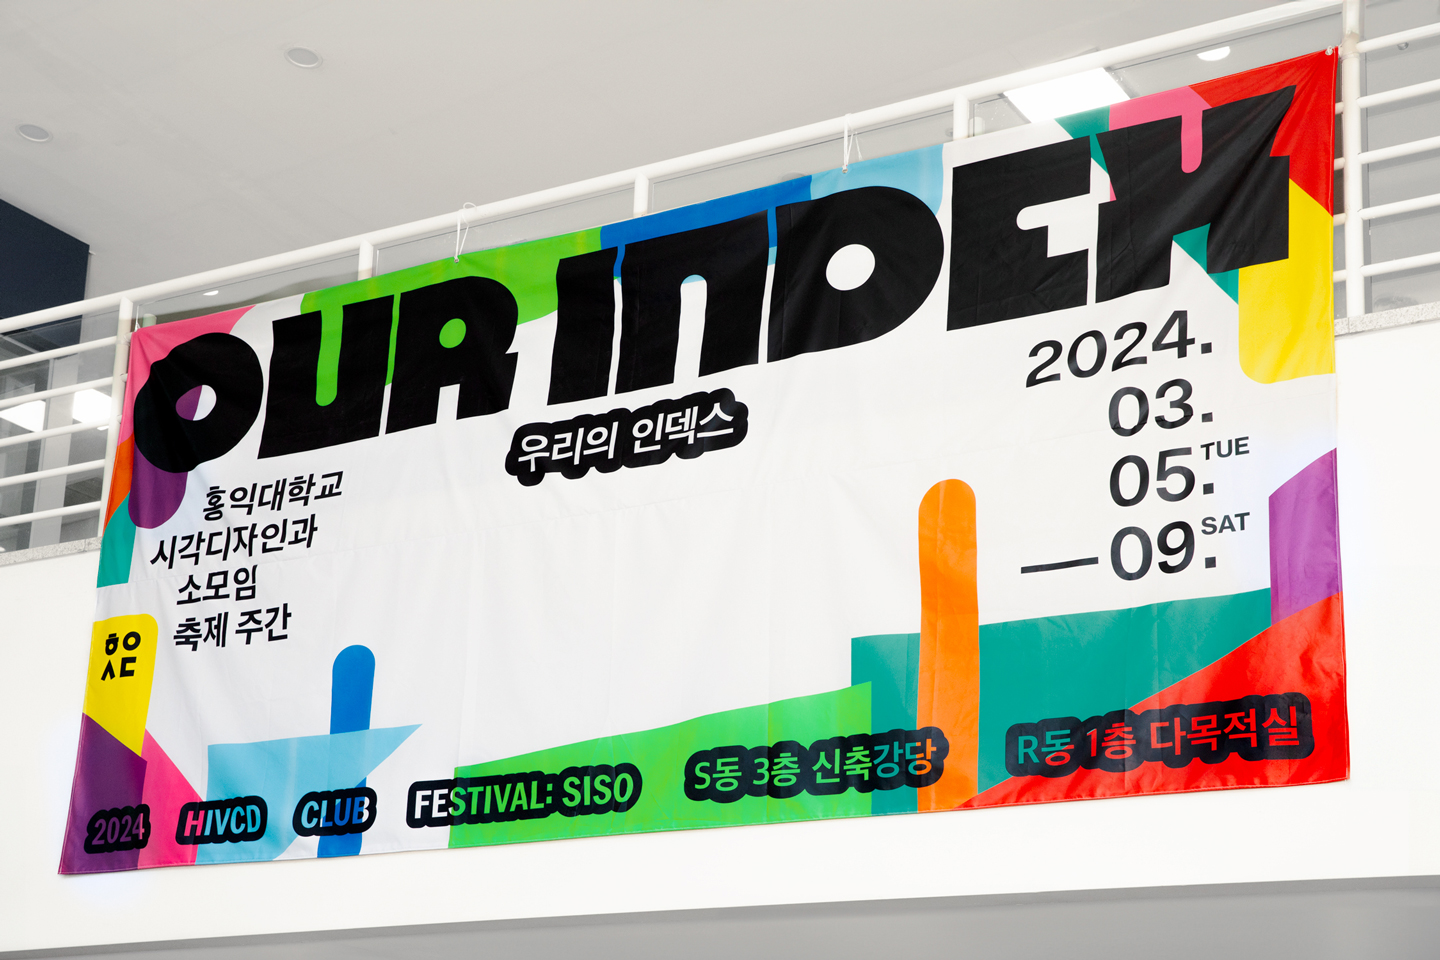 OUR INDEX
우리의 인덱스
홍익대학교
시각디자인과
소모임
축제 주간
2024.
03.
05. TUE
—09. SAT
2024 HIVCD CLUB FESTIVAL: SISO S동 3층 신축강당 R동 1층 다목적실